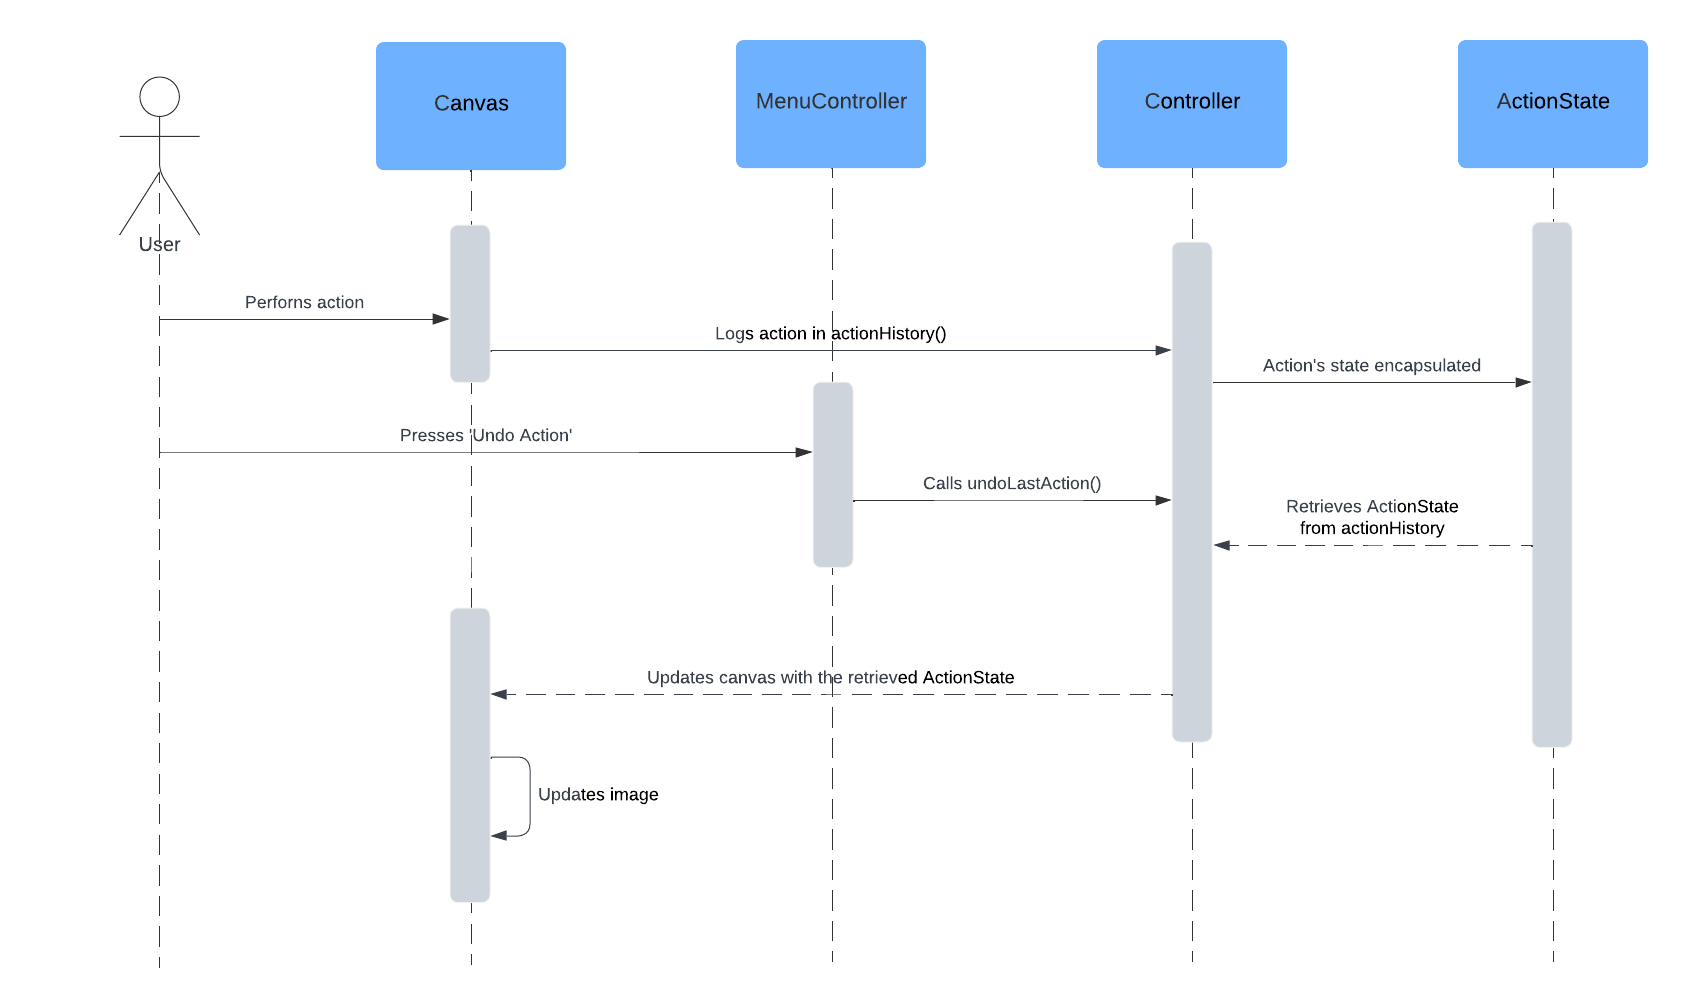 Canvas
MenuController
Controller
ActionState
User
Perforns action
Logs action in actionHistory()
Action's state encapsulated
Presses 'Undo Action'
Calls undoLastAction()
Retrieves ActionState
from actionHistory
Updates canvas with the retrieved ActionState
Updates image